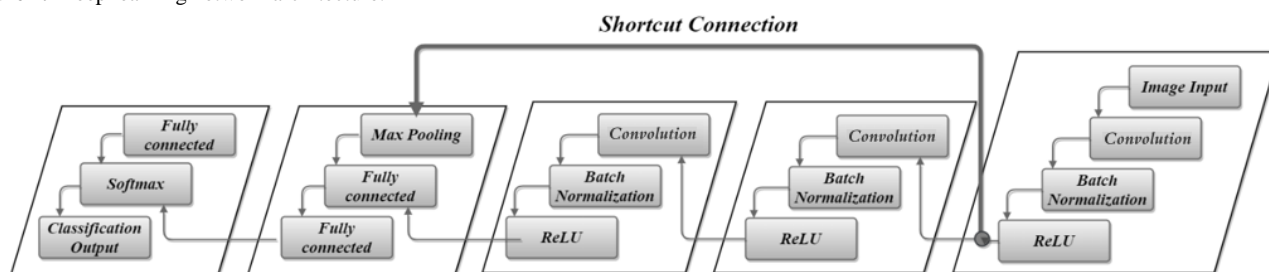 Shortcut Connection
Fully
connected
Softmax
Classification
Output
Max Pooling
Fully
connected
Fully
connected
Convolution
Batch
Normalization
ReLU
Convolution
Batch
Normalization
ReLU
Image Input
Convolution
Batch
Normalization
ReLU